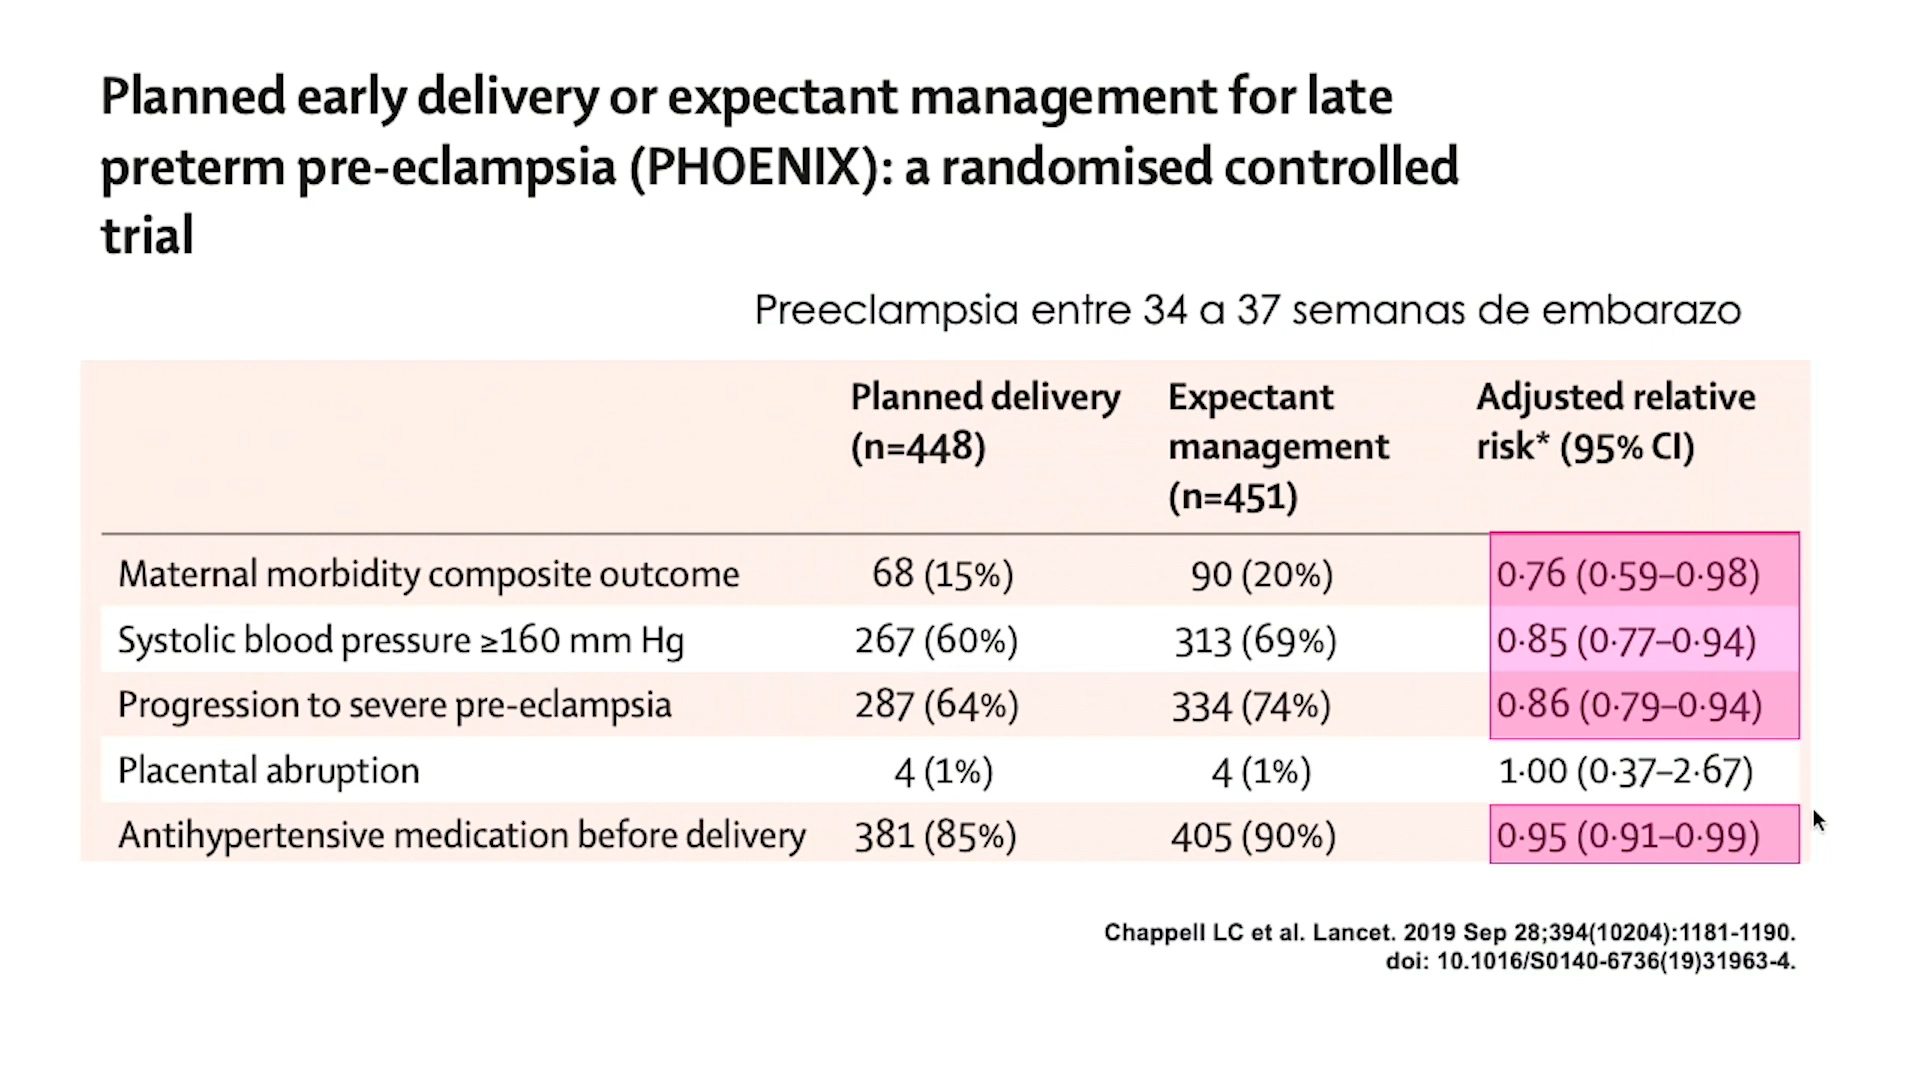 Planned early delivery or expectant management for late
preterm pre-eclampsia (PHOENIX): a randomised controlled
trial
Preeclampsia entre 34 a 37 semanas de embarazo
Planned delivery (n=448) Expectant management (n=451) Adjusted relative risk* (95% CI)
Maternal morbidity composite outcome 68 (15%) 90 (20%) 0·76 (0·59–0·98)
Systolic blood pressure ≥160 mm Hg 267 (60%) 313 (69%) 0·85 (0·77–0·94)
Progression to severe pre-eclampsia 287 (64%) 334 (74%) 0·86 (0·79–0·94)
Placental abruption 4 (1%) 4 (1%) 1·00 (0·37–2·67)
Antihypertensive medication before delivery 381 (85%) 405 (90%) 0·95 (0·91–0·99)
Chappell LC et al. Lancet. 2019 Sep 28;394(10204):1181-1190.
doi: 10.1016/S0140-6736(19)31963-4.